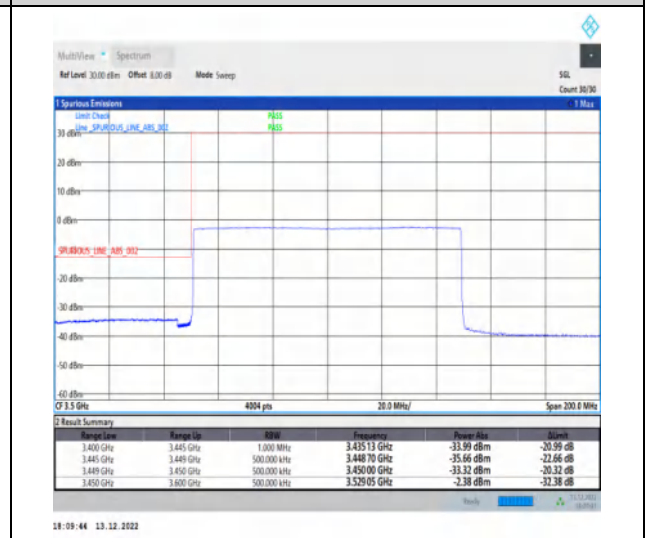 MultiView Spectrum
Ref Level 30.00 dBm Offset 8.00 dB Mode Sweep SGL
Count 30/30
1 Spurious Emissions 1 Max
Limit Check PASS
Line _SPURIOUS_LINE_ABS_002 PASS
30 dBm
20 dBm
10 dBm
0 dBm
SPURIOUS_LINE_ABS_002
-20 dBm
-30 dBm
-40 dBm
-50 dBm
-60 dBm
CF 3.5 GHz 4004 pts 20.0 MHz/ Span 200.0 MHz
2 Result Summary
Range Low Range Up RBW Frequency Power Abs ΔLimit
3.400 GHz 3.445 GHz 1.000 MHz 3.43513 GHz -33.99 dBm -20.99 dB
3.445 GHz 3.449 GHz 500.000 kHz 3.44870 GHz -35.66 dBm -22.66 dB
3.449 GHz 3.450 GHz 500.000 kHz 3.45000 GHz -33.32 dBm -20.32 dB
3.450 GHz 3.600 GHz 500.000 kHz 3.52905 GHz -2.38 dBm -32.38 dB
Ready 13.12.2022
18:09:44 13.12.2022